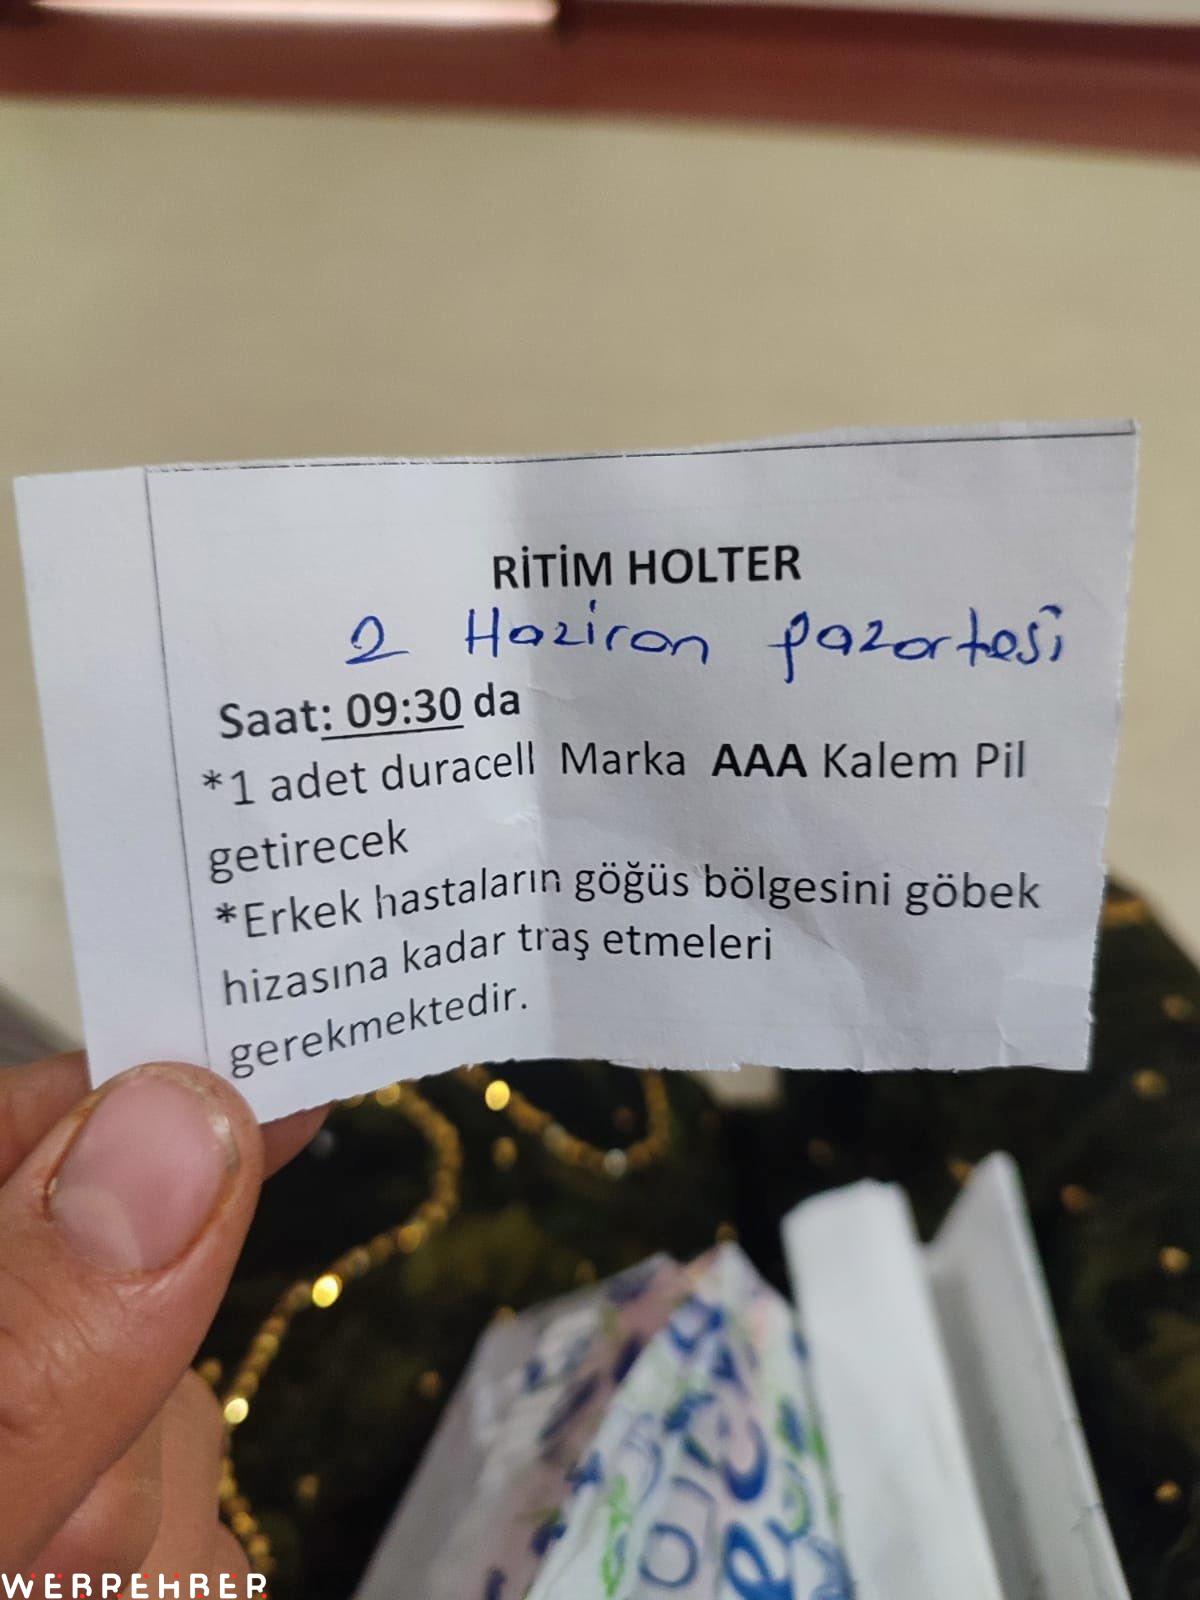 RİTİM HOLTER
2 Haziran pazartesi
Saat: 09:30 da
*1 adet duracell Marka AAA Kalem Pil
getirecek
*Erkek hastaların göğüs bölgesini göbek
hizasına kadar traş etmeleri
gerekmektedir.
WEBREHBER